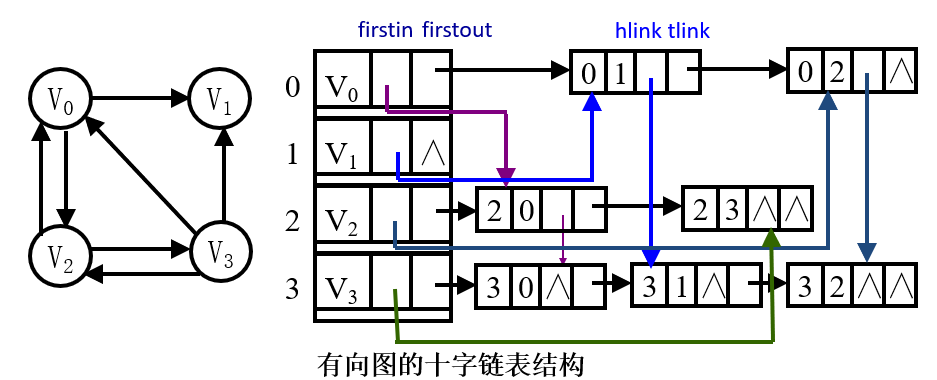 firstin firstout hlink tlink
0 V0 0 1 0 2 ∧
V0 V1
1 V1 ∧
2 V2 2 0 2 3 ∧ ∧
V2 V3
3 V3 3 0 ∧ 3 1 ∧ 3 2 ∧ ∧
有向图的十字链表结构